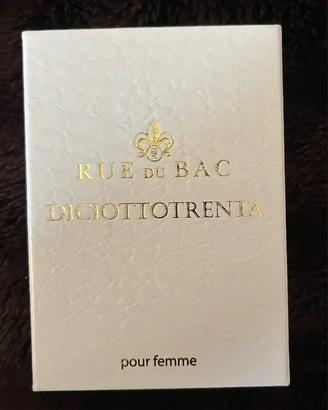 RUE DU BAC
DICIOTTOTRENTA
pour femme